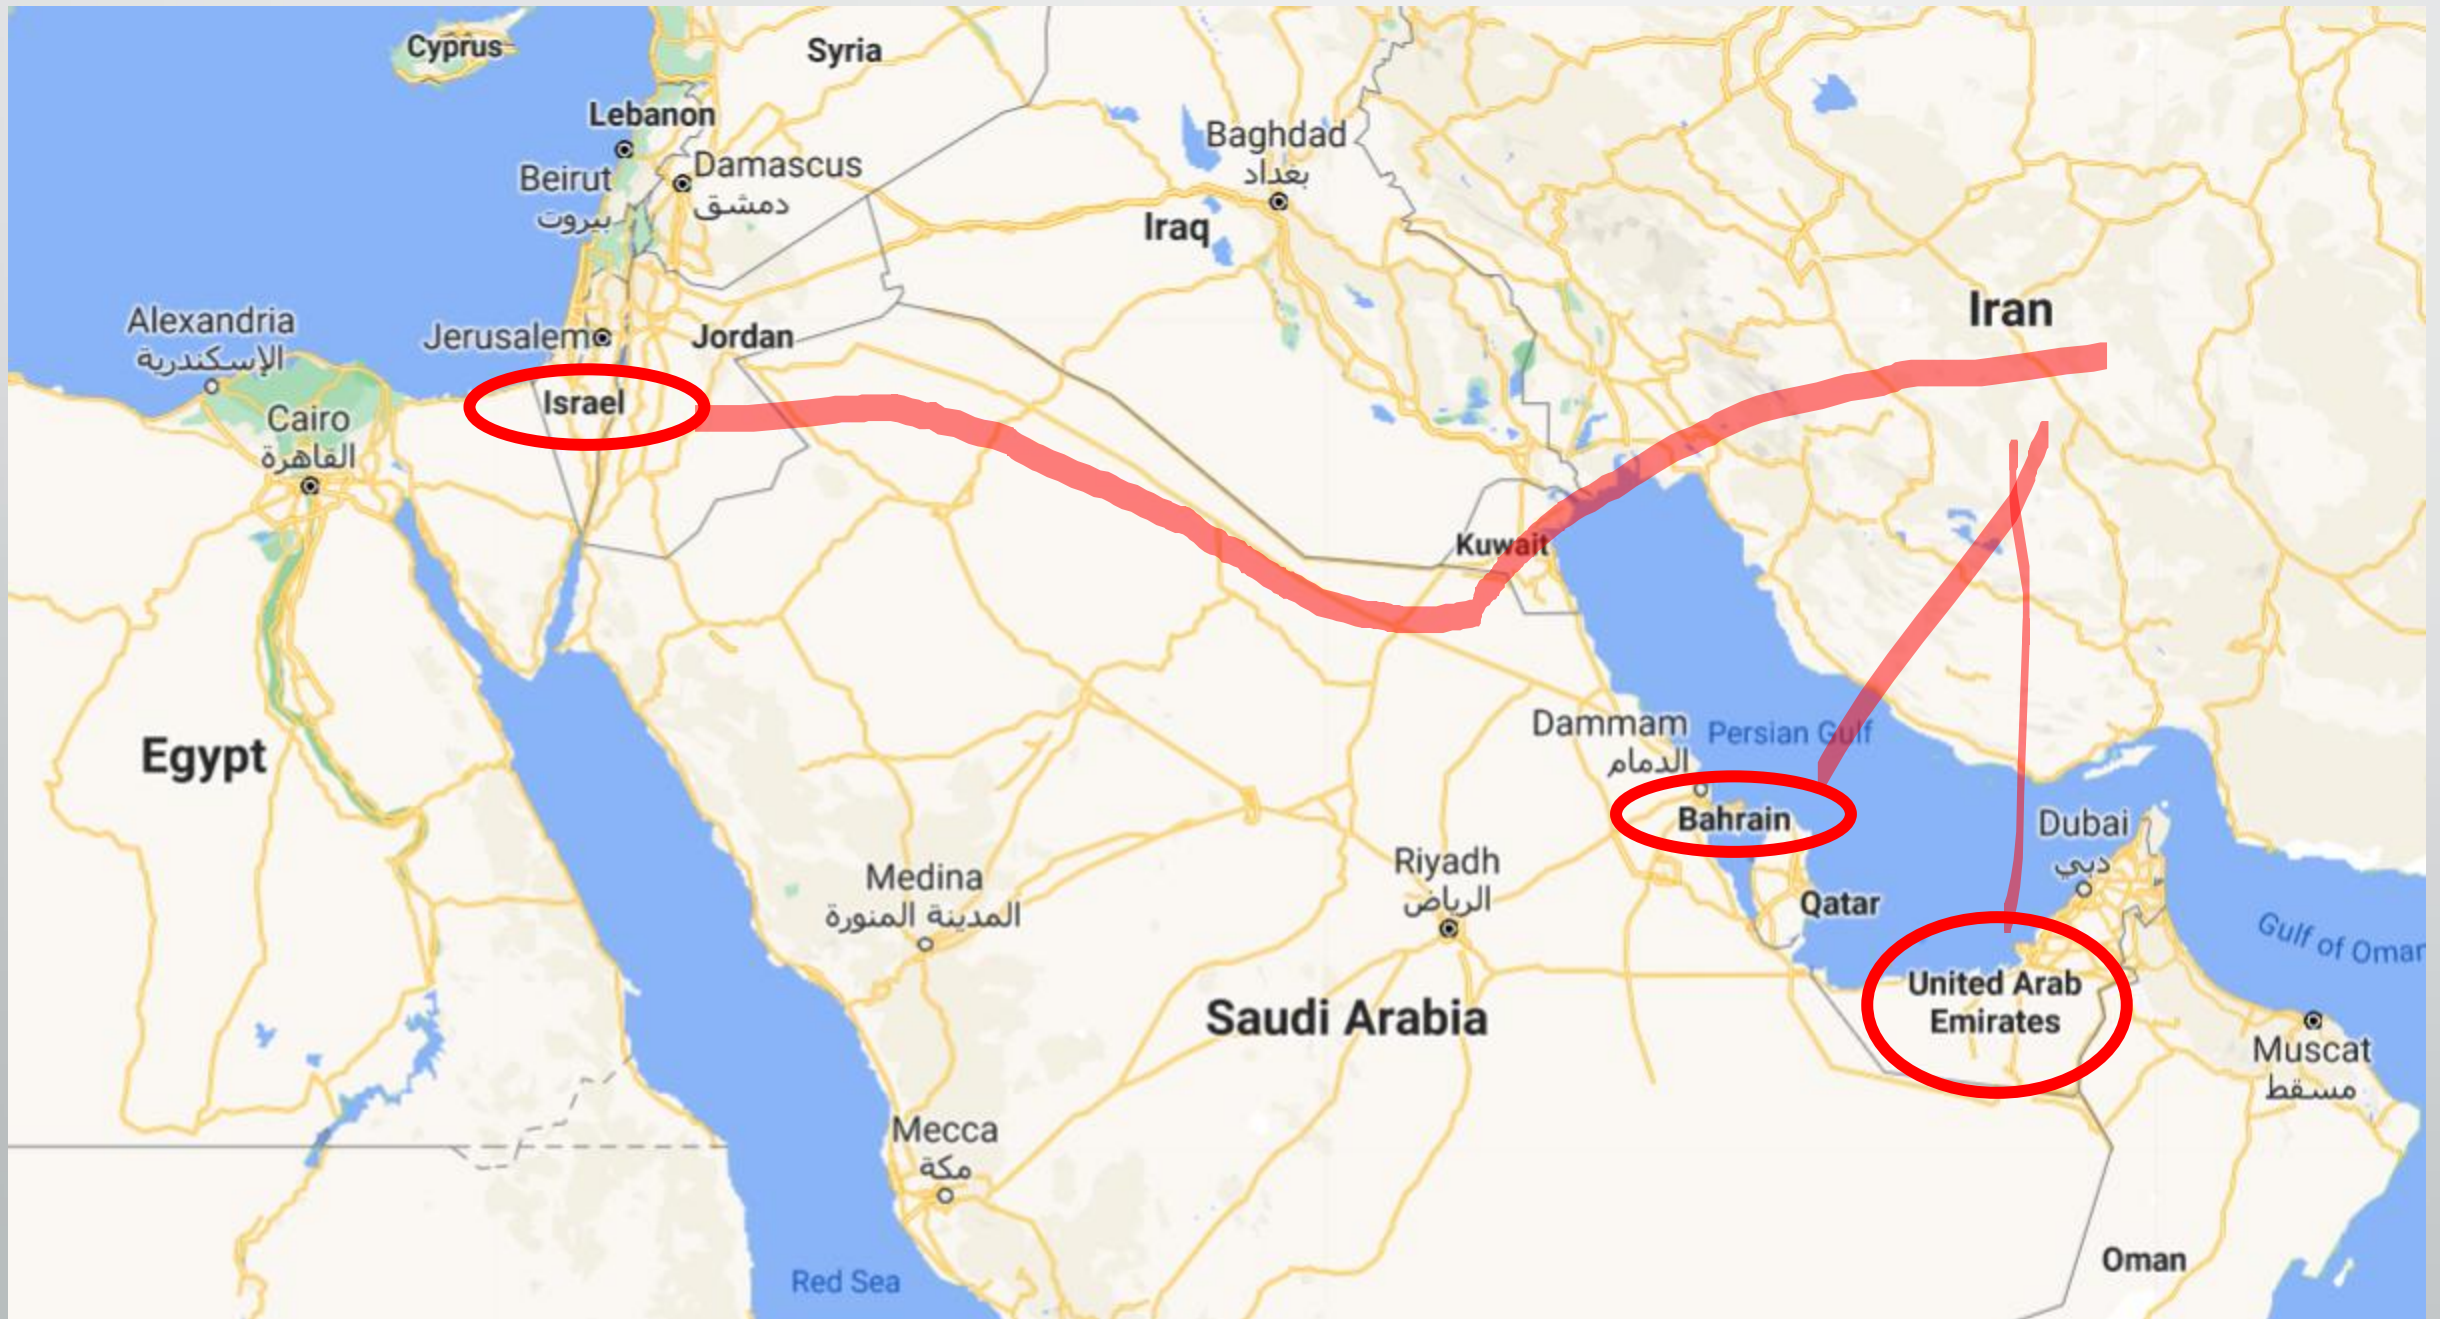 Cyprus
Syria
Lebanon
Baghdad
بغداد
Damascus
دمشق
Beirut
بيروت
Iraq
Iran
Alexandria
الإسكندرية
Jerusalem
Jordan
Israel
Cairo
القاهرة
Kuwait
Egypt
Dammam
الدمام
Persian Gulf
Bahrain
Dubai
دبي
Medina
المدينة المنورة
Riyadh
الرياض
Qatar
Gulf of Oman
Saudi Arabia
United Arab
Emirates
Muscat
مسقط
Mecca
مكة
Oman
Red Sea